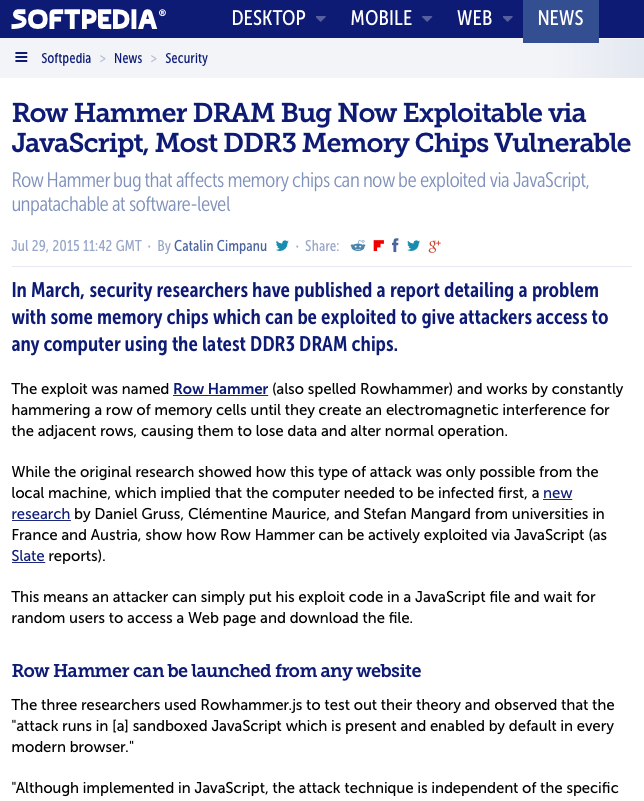 SOFTPEDIA®
DESKTOP MOBILE WEB NEWS
Softpedia > News > Security
Row Hammer DRAM Bug Now Exploitable via
JavaScript, Most DDR3 Memory Chips Vulnerable
Row Hammer bug that affects memory chips can now be exploited via JavaScript,
unpatachable at software-level
Jul 29, 2015 11:42 GMT · By Catalin Cimpanu · Share: f g+
In March, security researchers have published a report detailing a problem
with some memory chips which can be exploited to give attackers access to
any computer using the latest DDR3 DRAM chips.
The exploit was named Row Hammer (also spelled Rowhammer) and works by constantly
hammering a row of memory cells until they create an electromagnetic interference for
the adjacent rows, causing them to lose data and alter normal operation.
While the original research showed how this type of attack was only possible from the
local machine, which implied that the computer needed to be infected first, a new
research by Daniel Gruss, Clémentine Maurice, and Stefan Mangard from universities in
France and Austria, show how Row Hammer can be actively exploited via JavaScript (as
Slate reports).
This means an attacker can simply put his exploit code in a JavaScript file and wait for
random users to access a Web page and download the file.
Row Hammer can be launched from any website
The three researchers used Rowhammer.js to test out their theory and observed that the
"attack runs in [a] sandboxed JavaScript which is present and enabled by default in every
modern browser."
"Although implemented in JavaScript, the attack technique is independent of the specific